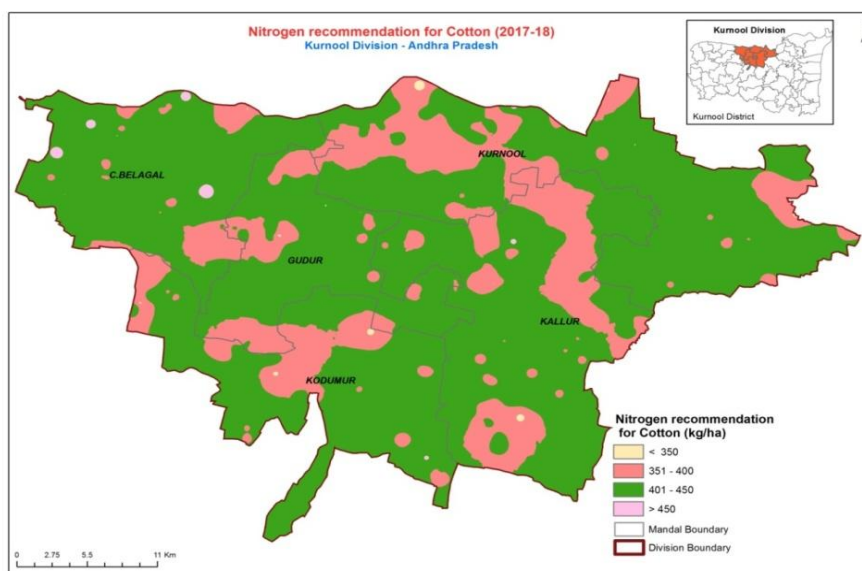 Nitrogen recommendation for Cotton (2017-18)
Kurnool Division - Andhra Pradesh
Kurnool Division
Kurnool District
KURNOOL
C.BELAGAL
GUDUR
KALLUR
KODUMUR
Nitrogen recommendation
for Cotton (kg/ha)
< 350
351 - 400
401 - 450
> 450
Mandal Boundary
Division Boundary
0 2.75 5.5 11 Km